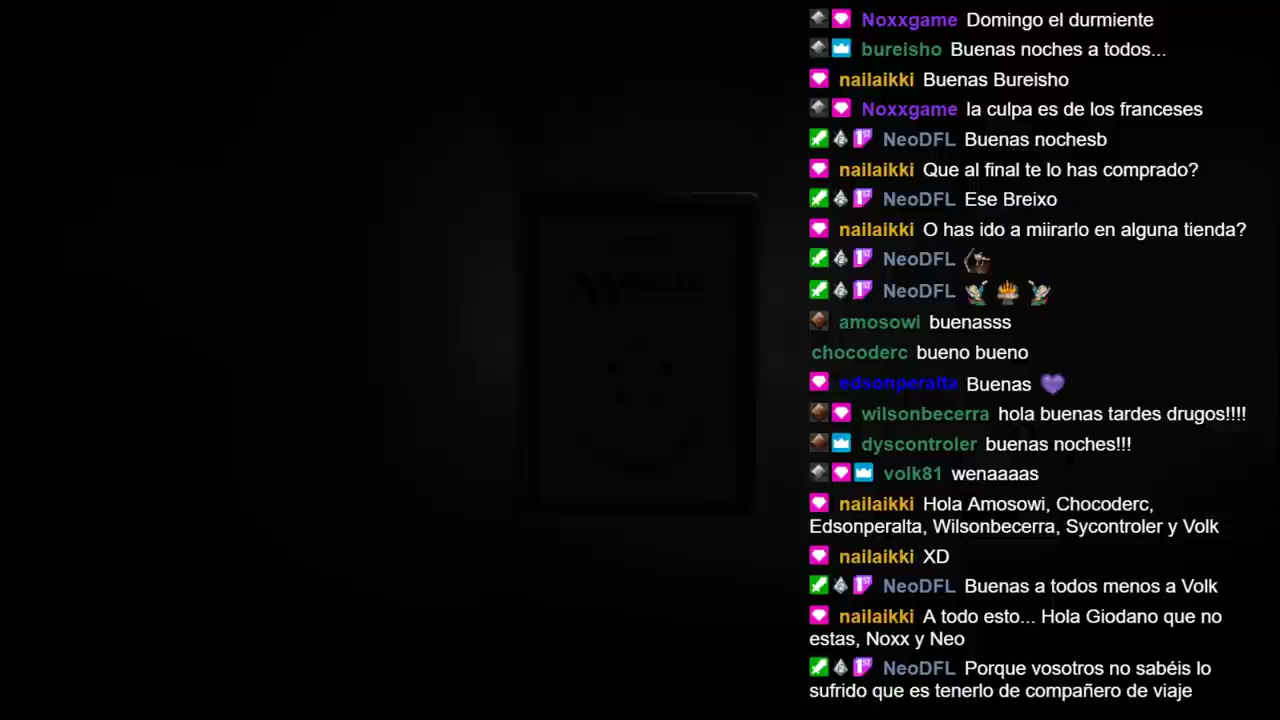 Noxxgame Domingo el durmiente
bureisho Buenas noches a todos...
nailaikki Buenas Bureisho
Noxxgame la culpa es de los franceses
NeoDFL Buenas nochesb
nailaikki Que al final te lo has comprado?
NeoDFL Ese Breixo
nailaikki O has ido a miirarlo en alguna tienda?
NeoDFL
NeoDFL
amosowi buenasss
chocoderc bueno bueno
edsonperalta Buenas
wilsonbecerra hola buenas tardes drugos!!!!
dyscontroler buenas noches!!!
volk81 wenaaaas
nailaikki Hola Amosowi, Chocoderc,
Edsonperalta, Wilsonbecerra, Sycontroler y Volk
nailaikki XD
NeoDFL Buenas a todos menos a Volk
nailaikki A todo esto... Hola Giodano que no
estas, Noxx y Neo
NeoDFL Porque vosotros no sabéis lo
sufrido que es tenerlo de compañero de viaje